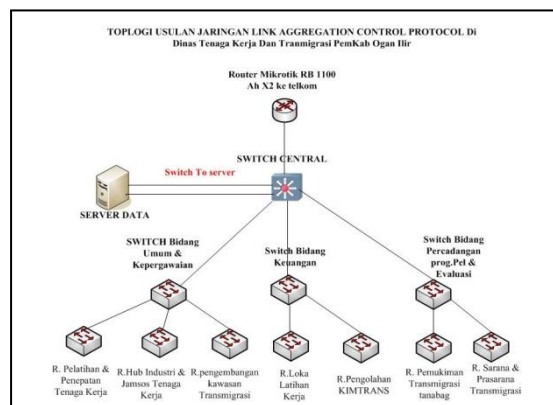 TOPLOGI USULAN JARINGAN LINK AGGREGATION CONTROL PROTOCOL Di
Dinas Tenaga Kerja Dan Tranmigrasi PemKab Ogan Ilir
Router Mikrotik RB 1100
Ah X2 ke telkom
SWITCH CENTRAL
Switch To server
SERVER DATA
SWITCH Bidang
Umum &
Kepergawaian
Switch Bidang
Keuangan
Switch Bidang
Percadangan
prog.Pel &
Evaluasi
R. Pelatihan &
Penepatan
Tenaga Kerja
R.Hub Industri &
Jamsos Tenaga
Kerja
R.pengembangan
kawasan
Transmigrasi
R.Loka
Latihan
Kerja
R.Pengolahan
KIMTRANS
R. Pemukiman
Transmigrasi
tanabag
R. Sarana &
Prasarana
Transmigrasi